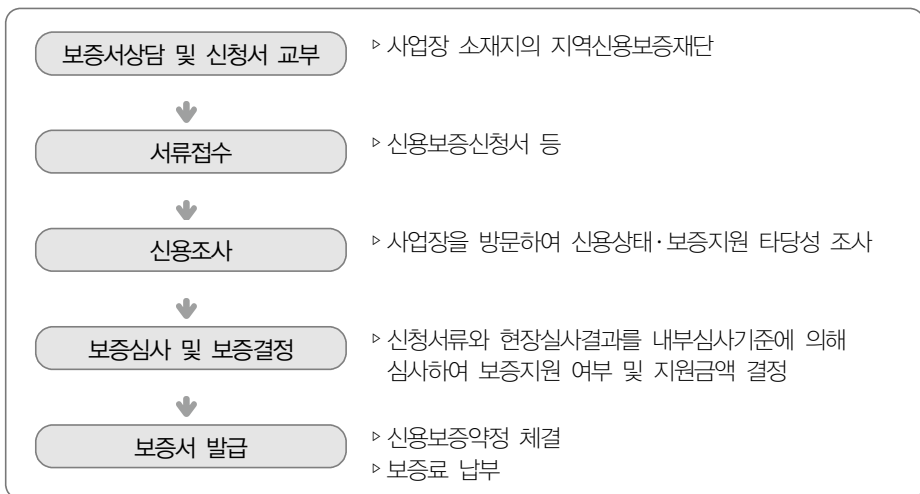 보증서상담 및 신청서 교부
▹ 사업장 소재지의 지역신용보증재단
서류접수
▹ 신용보증신청서 등
신용조사
▹ 사업장을 방문하여 신용상태·보증지원 타당성 조사
보증심사 및 보증결정
▹ 신청서류와 현장실사결과를 내부심사기준에 의해
심사하여 보증지원 여부 및 지원금액 결정
보증서 발급
▹ 신용보증약정 체결
▹ 보증료 납부